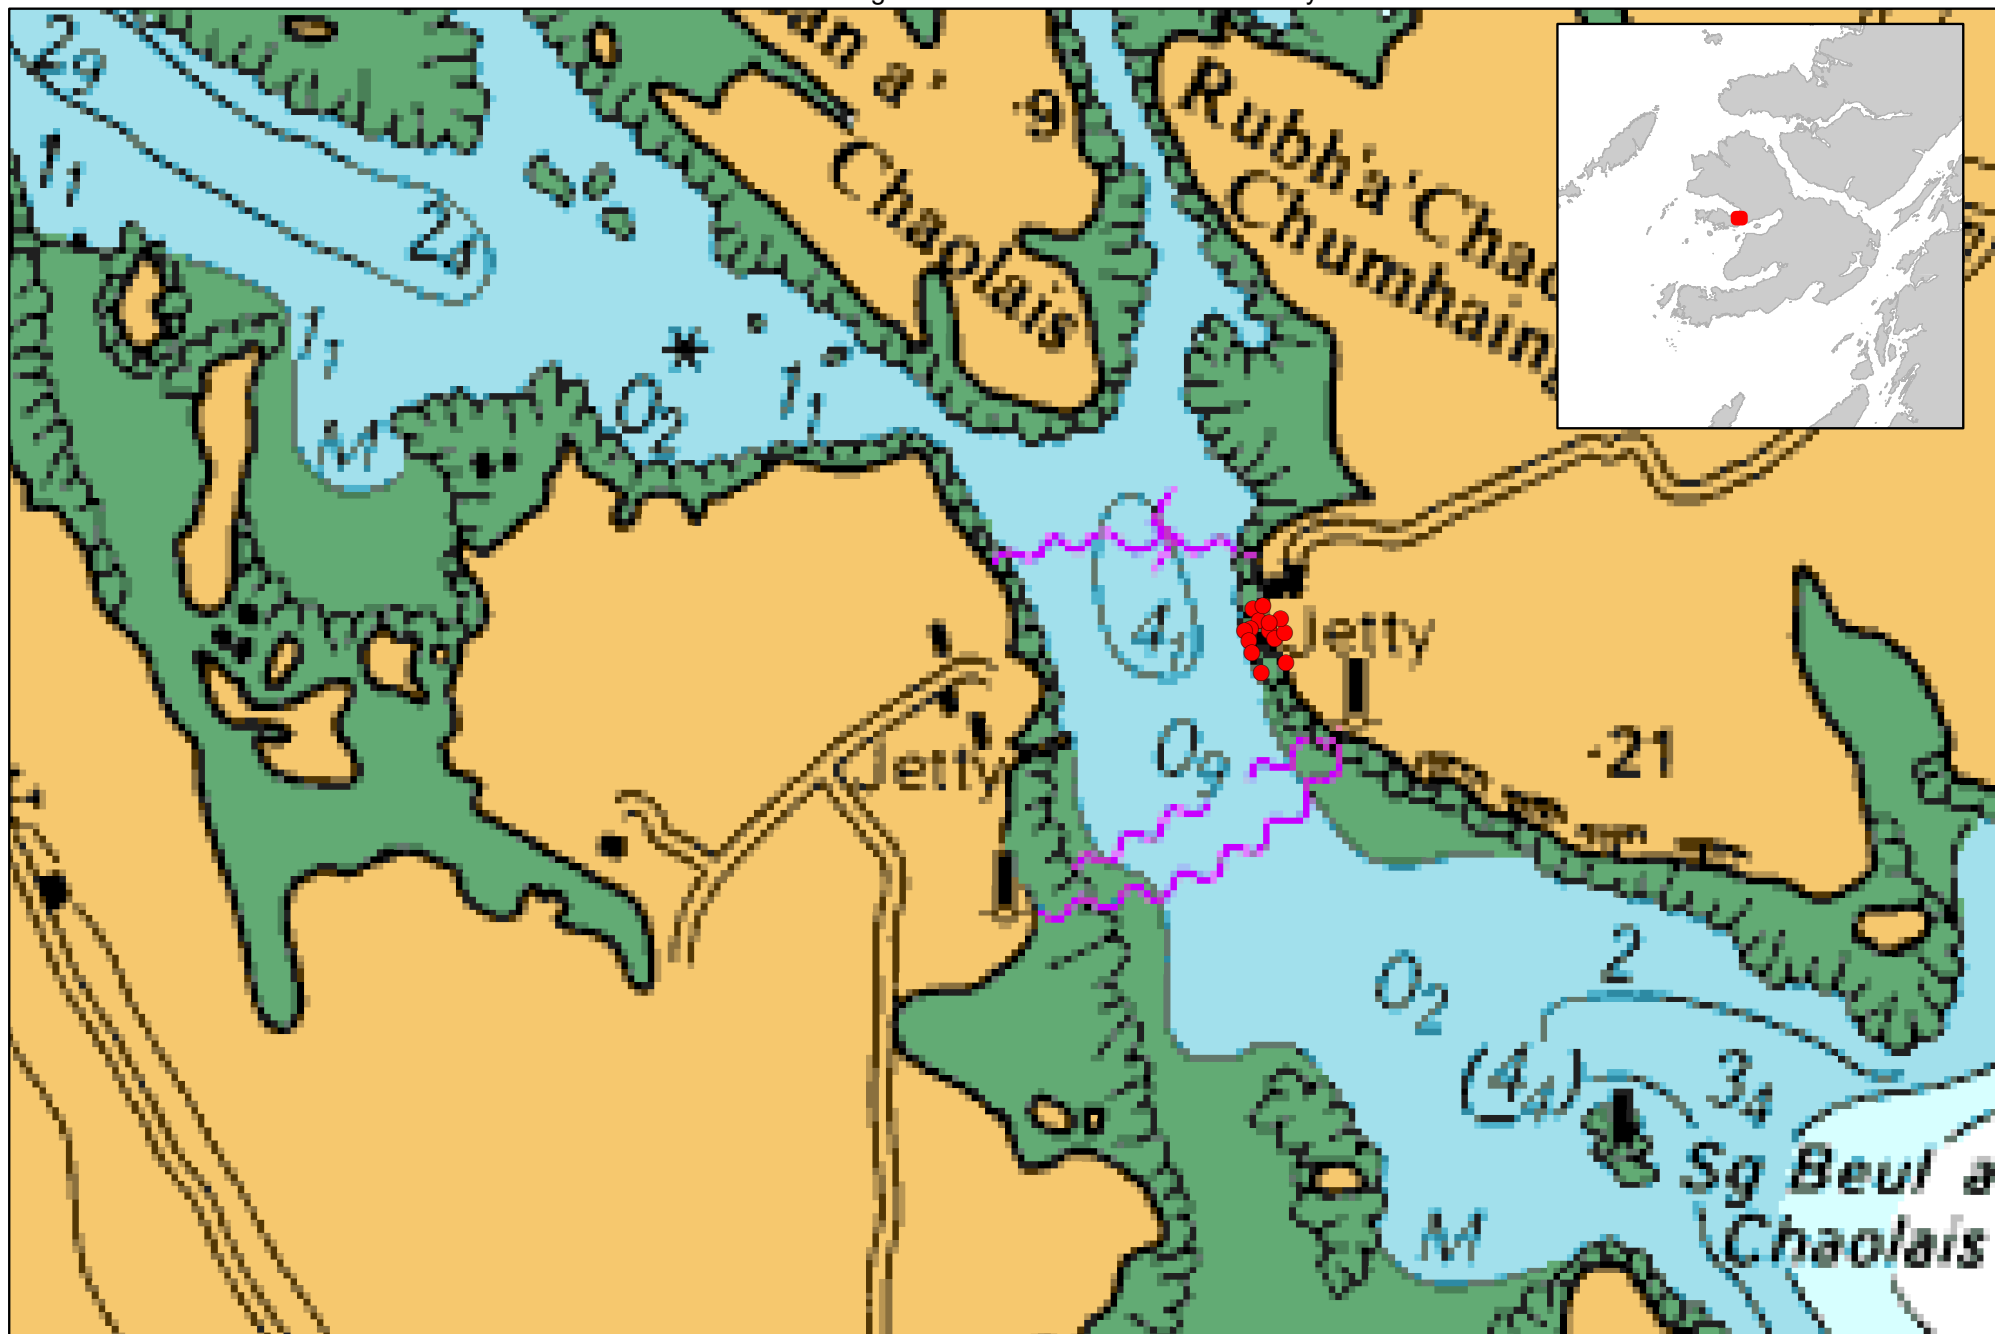 29
an a'
9
Rubh'a'Chao
Chumhain
Chaolais
1₁
2₄
1₁
M
0₂
1₁
4₁
Jetty
0₉
Jetty
21
2
0₂
(4₄)
3₄
Sg Beul a
Chaolais
M